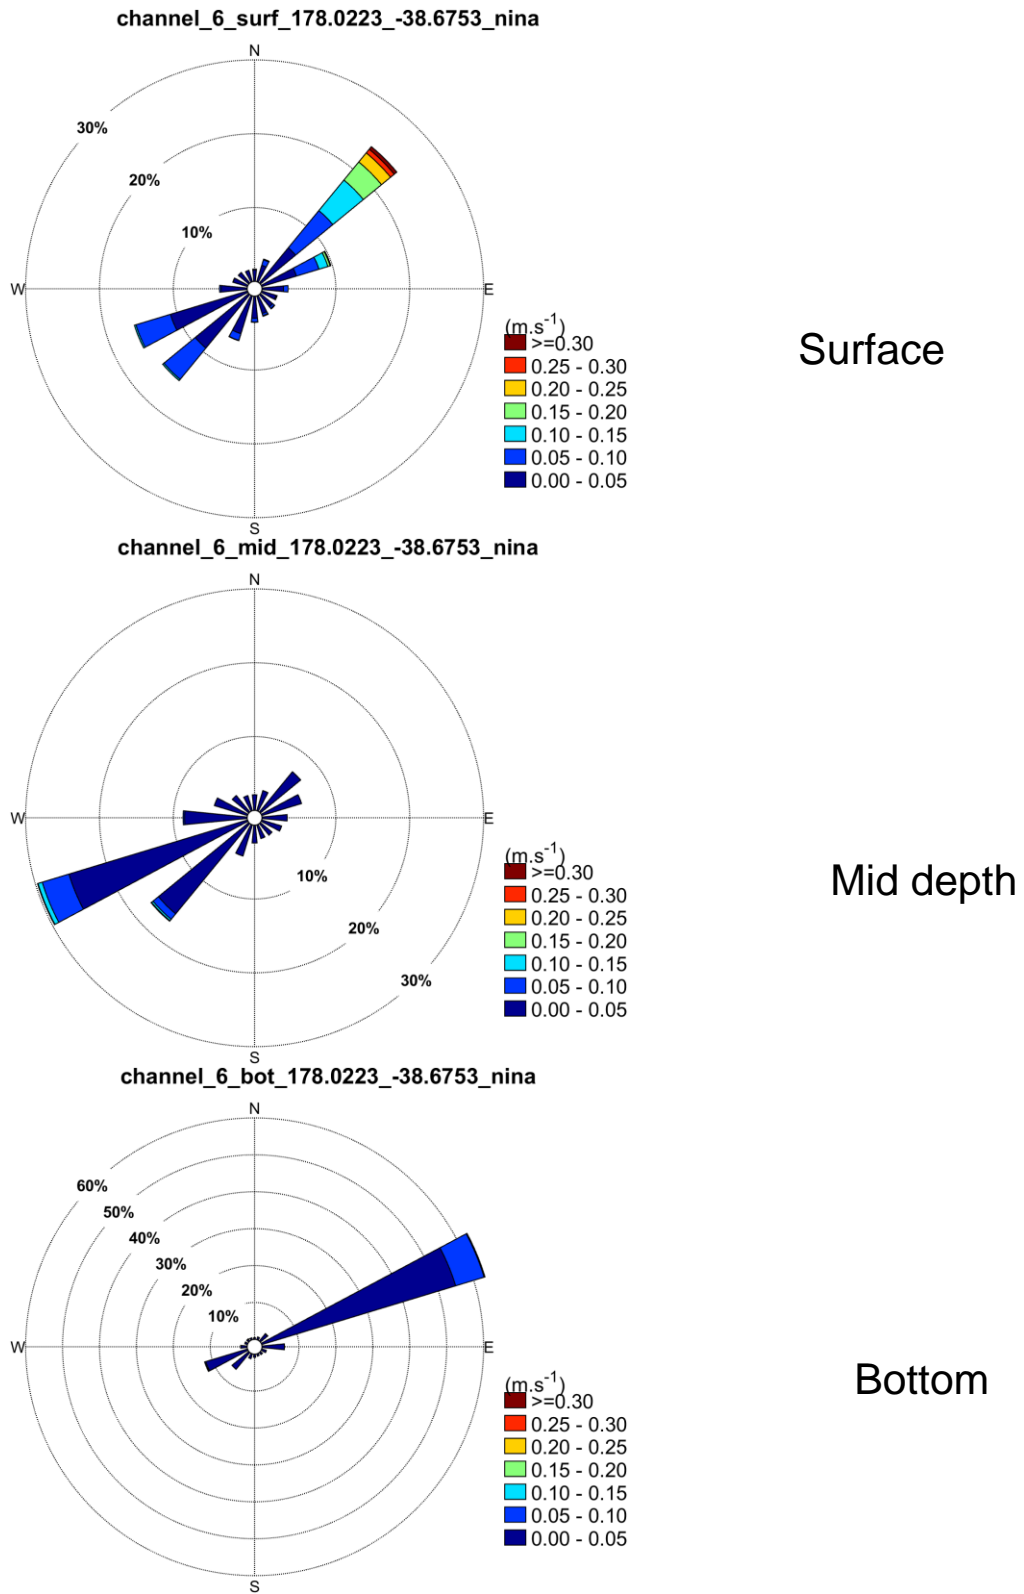 channel_6_surf_178.0223_-38.6753_nina
N
30%
20%
10%
W
E
S
(m.s-1)
>=0.30
0.25 - 0.30
0.20 - 0.25
0.15 - 0.20
0.10 - 0.15
0.05 - 0.10
0.00 - 0.05
Surface
channel_6_mid_178.0223_-38.6753_nina
N
W
E
10%
20%
30%
S
(m.s-1)
>=0.30
0.25 - 0.30
0.20 - 0.25
0.15 - 0.20
0.10 - 0.15
0.05 - 0.10
0.00 - 0.05
Mid depth
channel_6_bot_178.0223_-38.6753_nina
N
60%
50%
40%
30%
20%
10%
W
E
S
(m.s-1)
>=0.30
0.25 - 0.30
0.20 - 0.25
0.15 - 0.20
0.10 - 0.15
0.05 - 0.10
0.00 - 0.05
Bottom